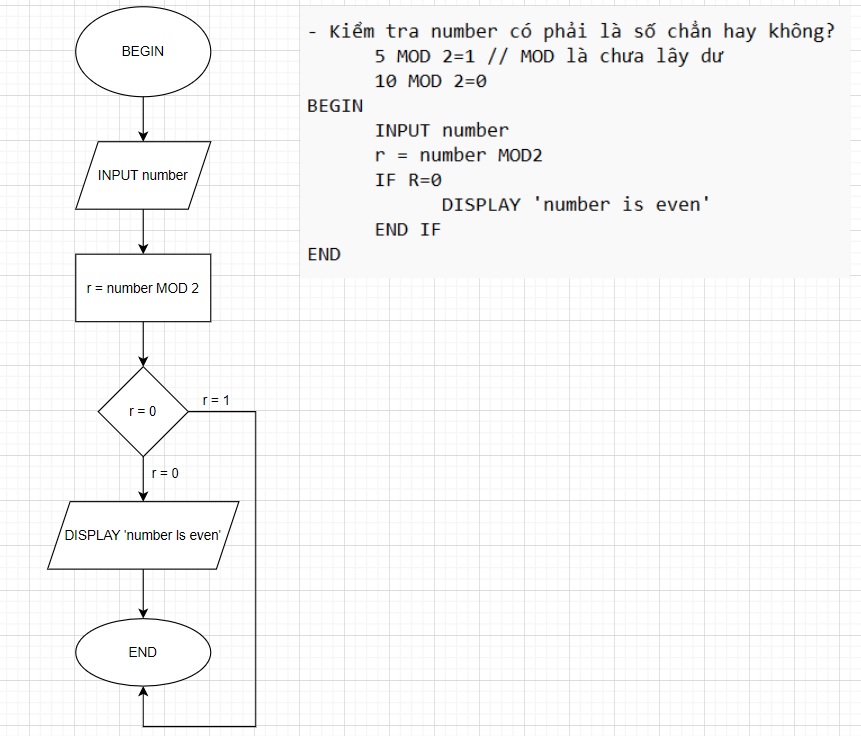 BEGIN
INPUT number
r = number MOD 2
r = 0
r = 1
r = 0
DISPLAY 'number is even'
END
- Kiểm tra number có phải là số chẳn hay không?
5 MOD 2=1 // MOD là chưa lây dư
10 MOD 2=0
BEGIN
INPUT number
r = number MOD2
IF R=0
DISPLAY 'number is even'
END IF
END